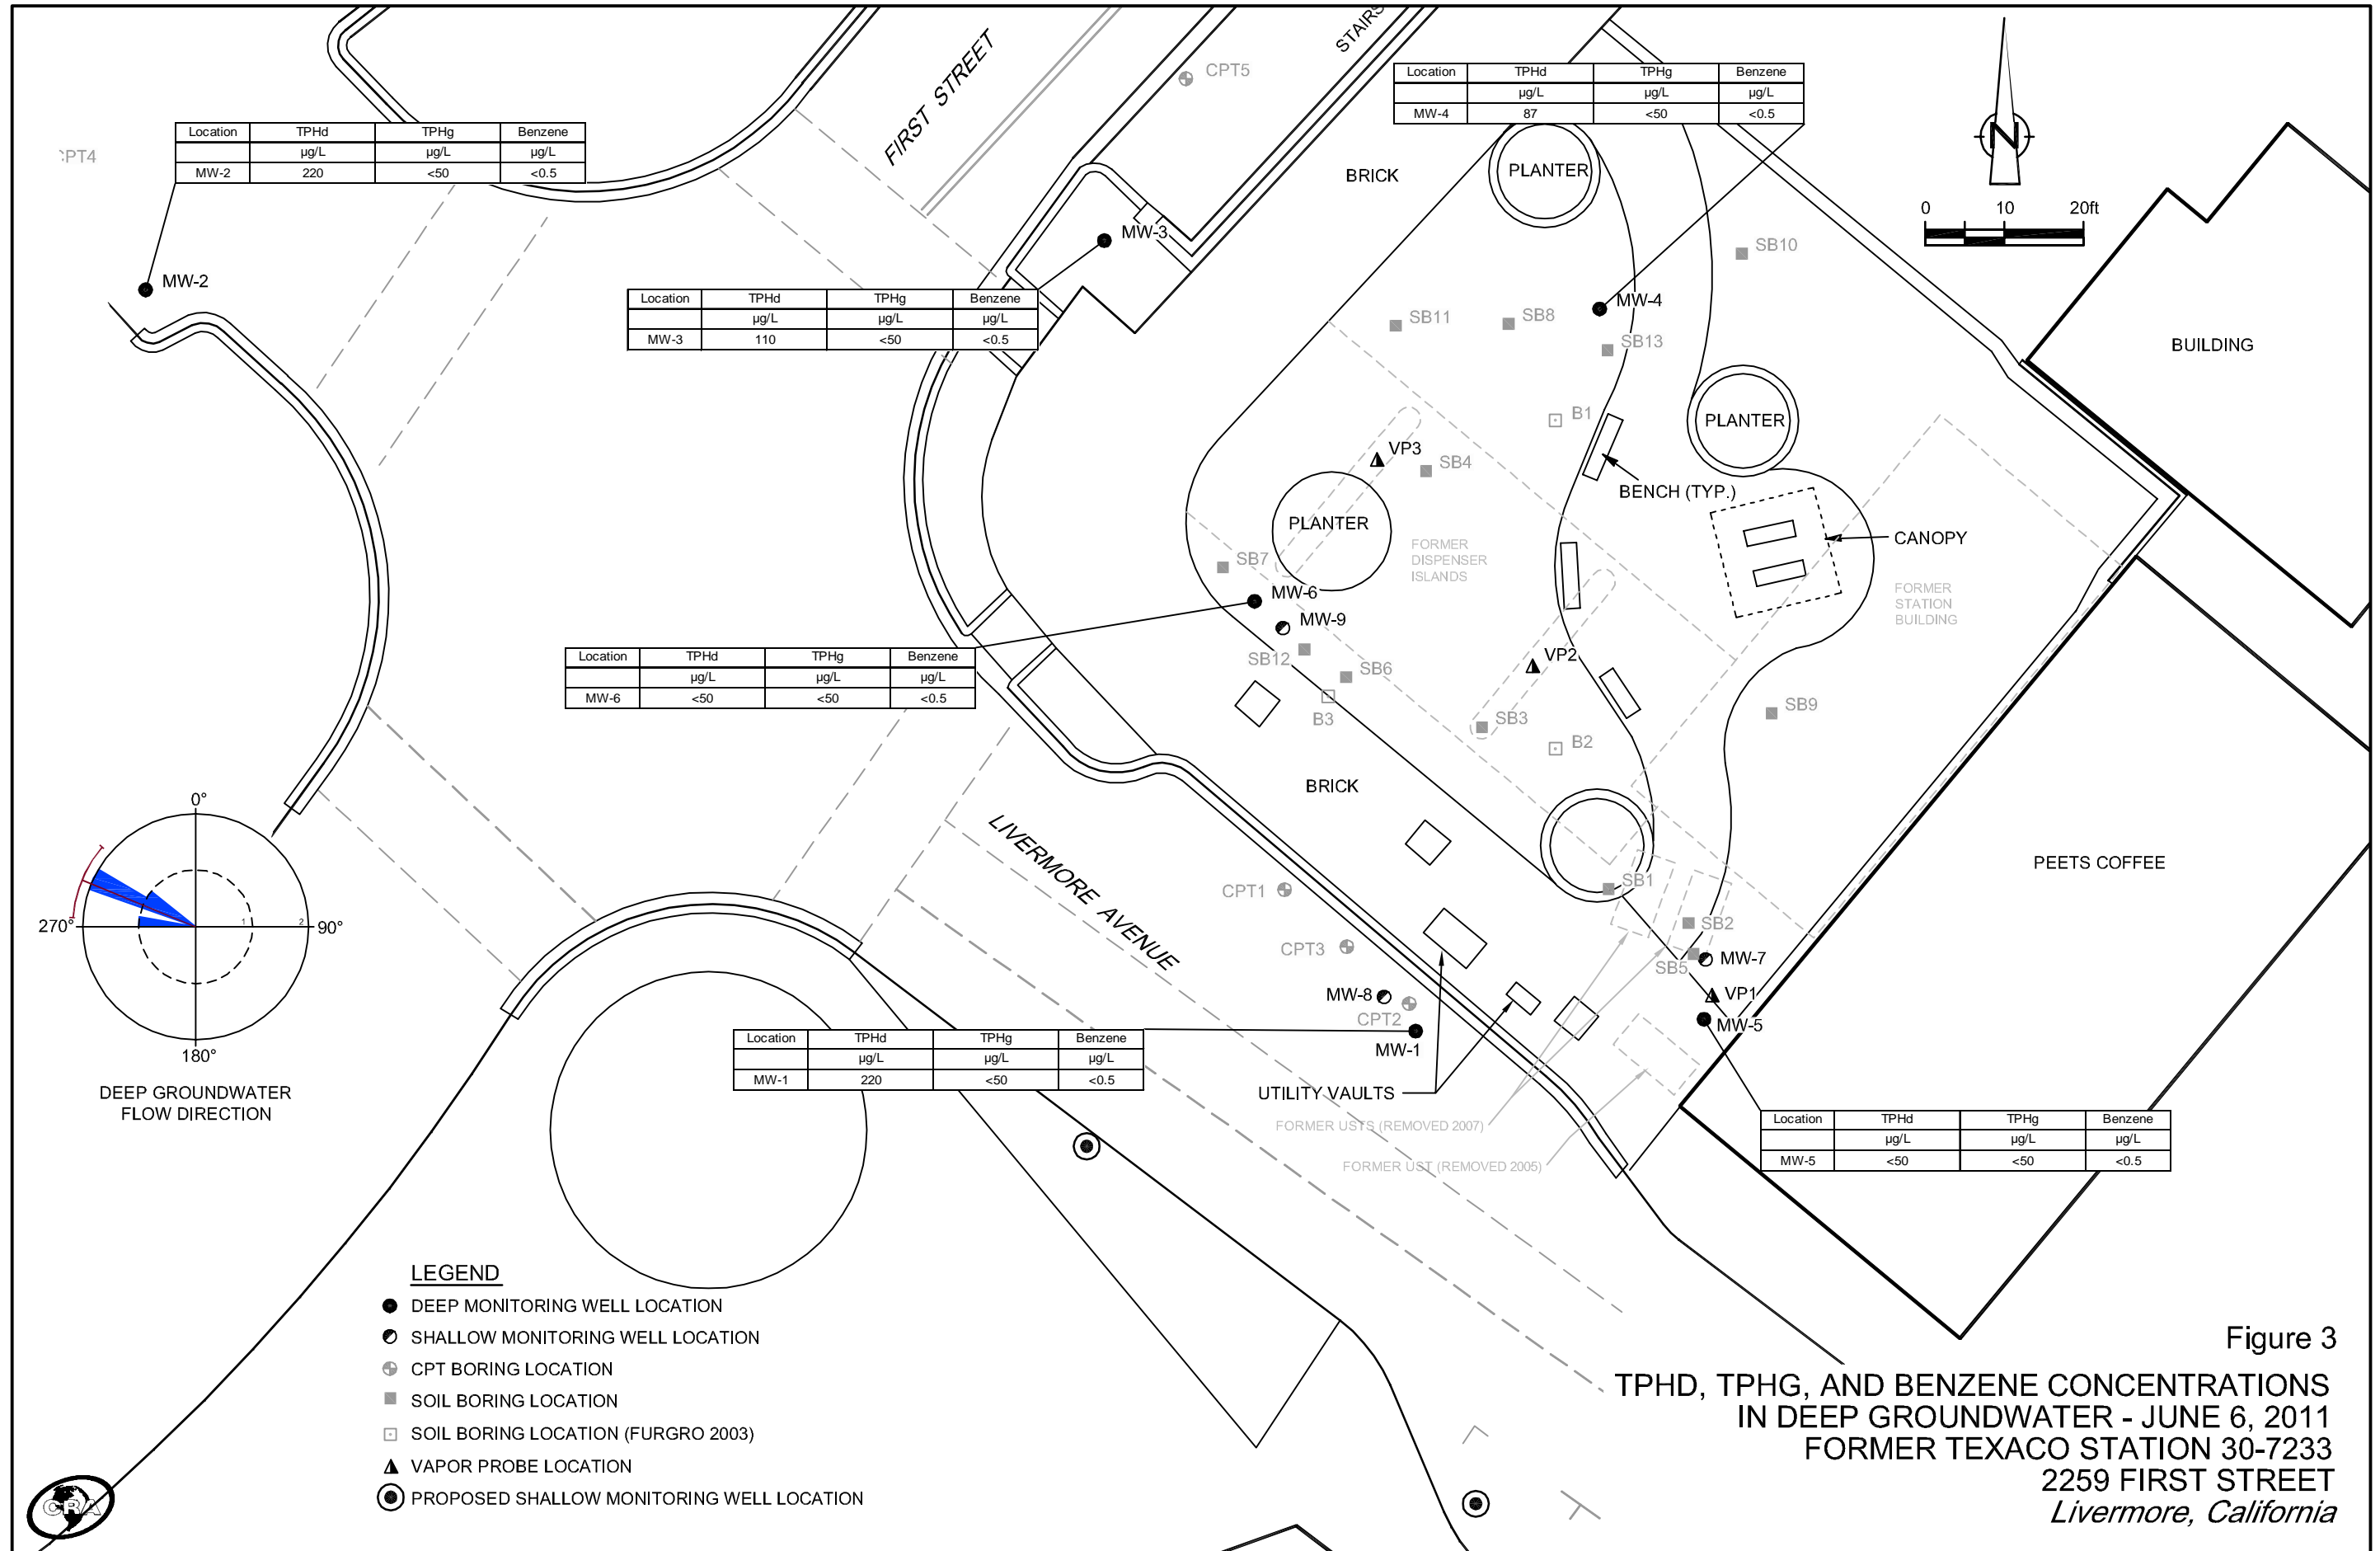 STAIRS
FIRST STREET
CPT5
Location TPHd TPHg Benzene
µg/L µg/L µg/L
MW-4 87 <50 <0.5
N
0 10 20ft
Location TPHd TPHg Benzene
µg/L µg/L µg/L
MW-2 220 <50 <0.5
CPT4
MW-2
BRICK
PLANTER
MW-3
SB10
BUILDING
Location TPHd TPHg Benzene
µg/L µg/L µg/L
MW-3 110 <50 <0.5
MW-4
SB11
SB8
SB13
B1
PLANTER
VP3
SB4
BENCH (TYP.)
PLANTER
FORMER
DISPENSER
ISLANDS
CANOPY
SB7
MW-6
MW-9
FORMER
STATION
BUILDING
Location TPHd TPHg Benzene
µg/L µg/L µg/L
MW-6 <50 <50 <0.5
SB12
SB6
VP2
B3
SB3
SB9
B2
BRICK
0°
270°
1
2
90°
180°
DEEP GROUNDWATER
FLOW DIRECTION
LIVERMORE AVENUE
PEETS COFFEE
CPT1
SB1
SB2
CPT3
SB5
MW-7
MW-8
CPT2
VP1
MW-5
MW-1
Location TPHd TPHg Benzene
µg/L µg/L µg/L
MW-1 220 <50 <0.5
UTILITY VAULTS
FORMER USTS (REMOVED 2007)
FORMER UST (REMOVED 2005)
Location TPHd TPHg Benzene
µg/L µg/L µg/L
MW-5 <50 <50 <0.5
LEGEND
DEEP MONITORING WELL LOCATION
SHALLOW MONITORING WELL LOCATION
CPT BORING LOCATION
SOIL BORING LOCATION
SOIL BORING LOCATION (FURGRO 2003)
VAPOR PROBE LOCATION
PROPOSED SHALLOW MONITORING WELL LOCATION
CRA
Figure 3
TPHD, TPHG, AND BENZENE CONCENTRATIONS
IN DEEP GROUNDWATER - JUNE 6, 2011
FORMER TEXACO STATION 30-7233
2259 FIRST STREET
Livermore, California